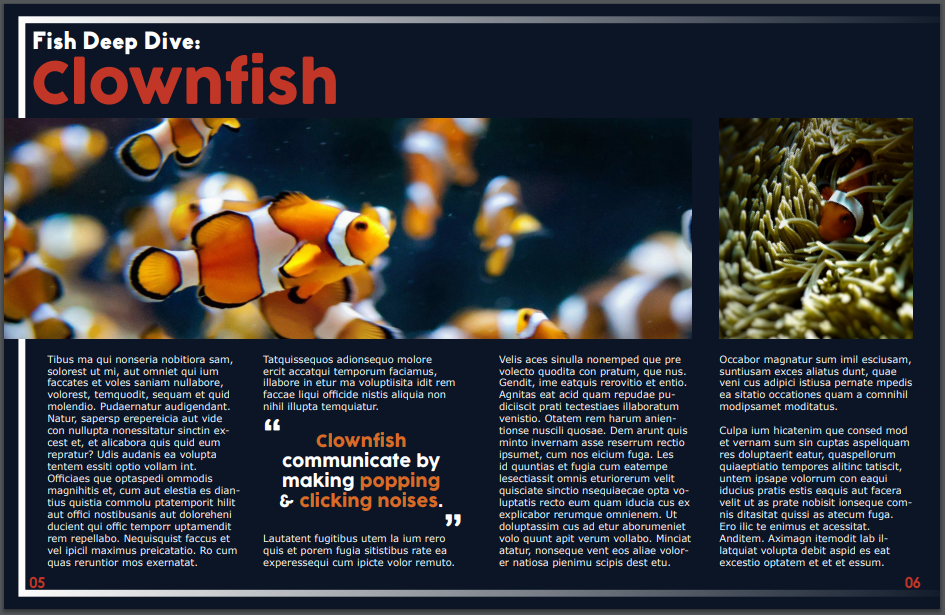 Fish Deep Dive:
Clownfish
Tibus ma qui nonseria nobitiora sam,
solorest ut mi, aut omniet qui ium
faccates et voles saniam nullabore,
volorest, temquodit, sequam et quid
molendio. Pudaernatur audigendant.
Natur, sapersp erepereicia aut vide
con nullupta nonessitatur sinctin ex-
cest et, et alicabora quis quid eum
repratur? Udis audanis ea volupta
tentem essiti optio vollam int.
Officiaes que optaspedi ommodis
magnihitis et, cum aut elestia es dian-
tius quistia commolu ptatemporit hilit
aut offici nostibusanis aut doloreheni
ducient qui offic temporr uptamendit
rem repellabo. Nequisquist faccus et
vel ipicil maximus preicatatio. Ro cum
quas reruntior mos exernatat.
Tatquissequos adionsequo molore
ercit accatqui temporum faciamus,
illabore in etur ma voluptiisita idit rem
faccae liqui officide nistis aliquia non
nihil illupta temquiatur.
“
Clownfish
communicate by
making popping
& clicking noises.
”
Lautatent fugitibus utem la ium rero
quis et porem fugia sitistibus rate ea
experessequi cum ipicte volor remuto.
Velis aces sinulla nonemped que pre
volecto quodita con pratum, que nus.
Gendit, ime eatquis rerovitio et entio.
Agnitas eat acid quam repudae pu-
diciiscit prati tectestiaes illaboratum
venistio. Otatem rem harum anien-
tionse nuscili quosae. Dem arunt quis
minto invernam asse reserrum rectio
ipsumet, cum nos eicium fuga. Les
id quuntias et fugia cum eatempe
lesectiassit omnis eturiorerum velit
quisciate sinctio nsequiaecae opta vo-
luptatis recto eum quam iducia cus ex
explicabor rerumque omnienem. Ut
doluptassim cus ad etur aborumeniet
volo quunt apit verum vollabo. Minciat
atatur, nonseque vent eos aliae volor-
er natiosa pienimu scipis dest etu.
Occabor magnatur sum imil esciusam,
suntiusam exces aliatus dunt, quae
veni cus adipici istiusa pernate mpedis
ea sitatio occationes quam a comnihil
modipsamet moditatus.
Culpa ium hicatenim que consed mod
et vernam sum sin cuptas aspeliquam
res doluptaerit eatur, quaspellorum
quiaeptiatio tempores alitinc tatiscit,
untem ipsape volorrum con eaqui
iducius pratis estis eaquis aut facera
velit ut as prate nobisit ionseque com-
nis ditasitat quissi as atecum fuga.
Ero ilic te enimus et acessitat.
Anditem. Aximagn itemodit lab il-
latquiat volupta debit aspid es eat
excestio optatem et et et essum.
05
06